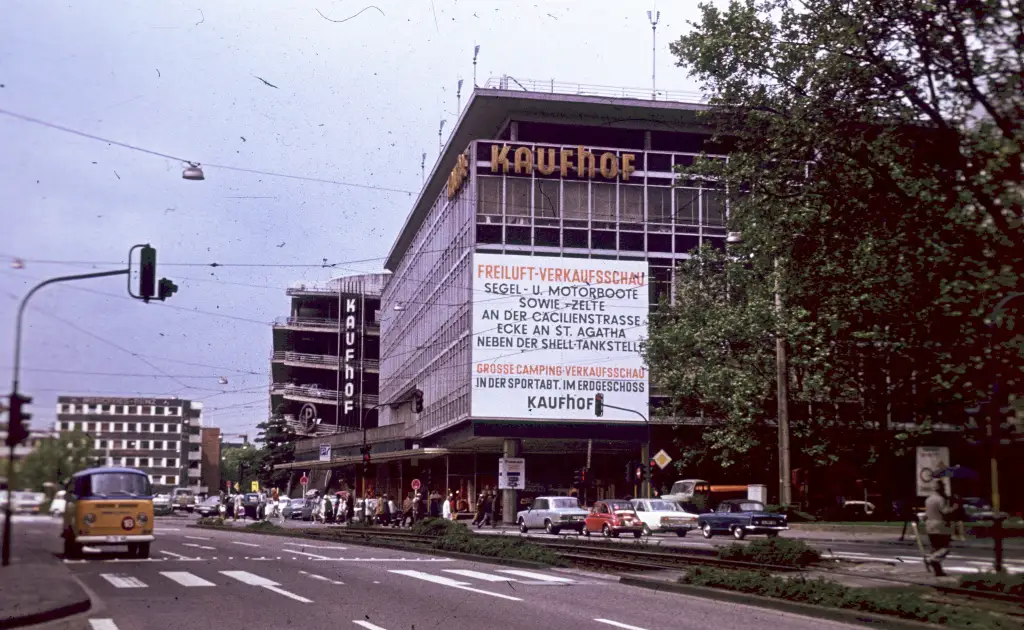 KAUFHOF
KAUFHOF
FREILUFT-VERKAUFSSCHAU
SEGEL- U. MOTORBOOTE
SOWIE-ZELTE
AN DER CÄCILIENSTRASSE
ECKE AN ST. AGATHA
NEBEN DER SHELL-TANKSTELLE
GROSSE CAMPING-VERKAUFSSCHAU
IN DER SPORTABT. IM ERDGESCHOSS
KAUFHOF
KAUFHOF
P